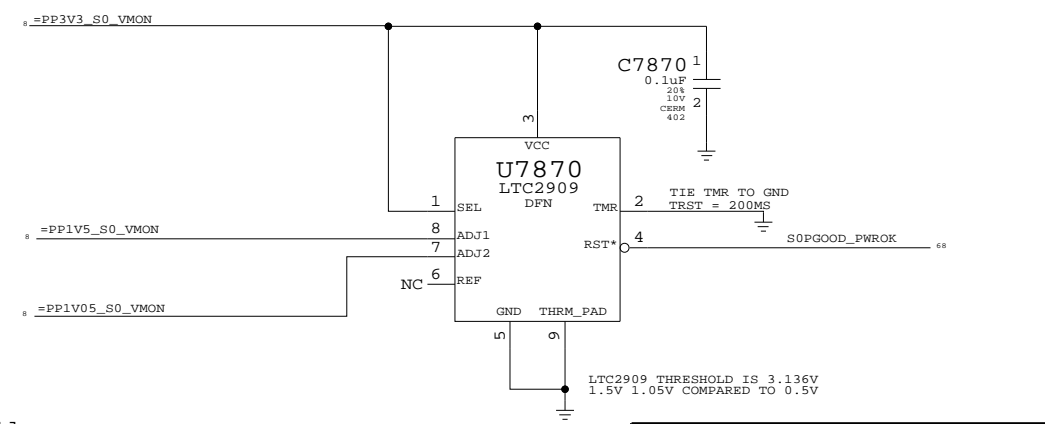 8 =PP3V3_S0_VMON
C7870 1
0.1uF
20%
10V 2
CERM
402
3
VCC
U7870
LTC2909
DFN
1 SEL
TMR 2
TIE TMR TO GND
TRST = 200MS
8 =PP1V5_S0_VMON
8 ADJ1
7 ADJ2
RST* 4
S0PGOOD_PWROK 68
NC 6 REF
8 =PP1V05_S0_VMON
GND THRM_PAD
5 9
LTC2909 THRESHOLD IS 3.136V
1.5V 1.05V COMPARED TO 0.5V